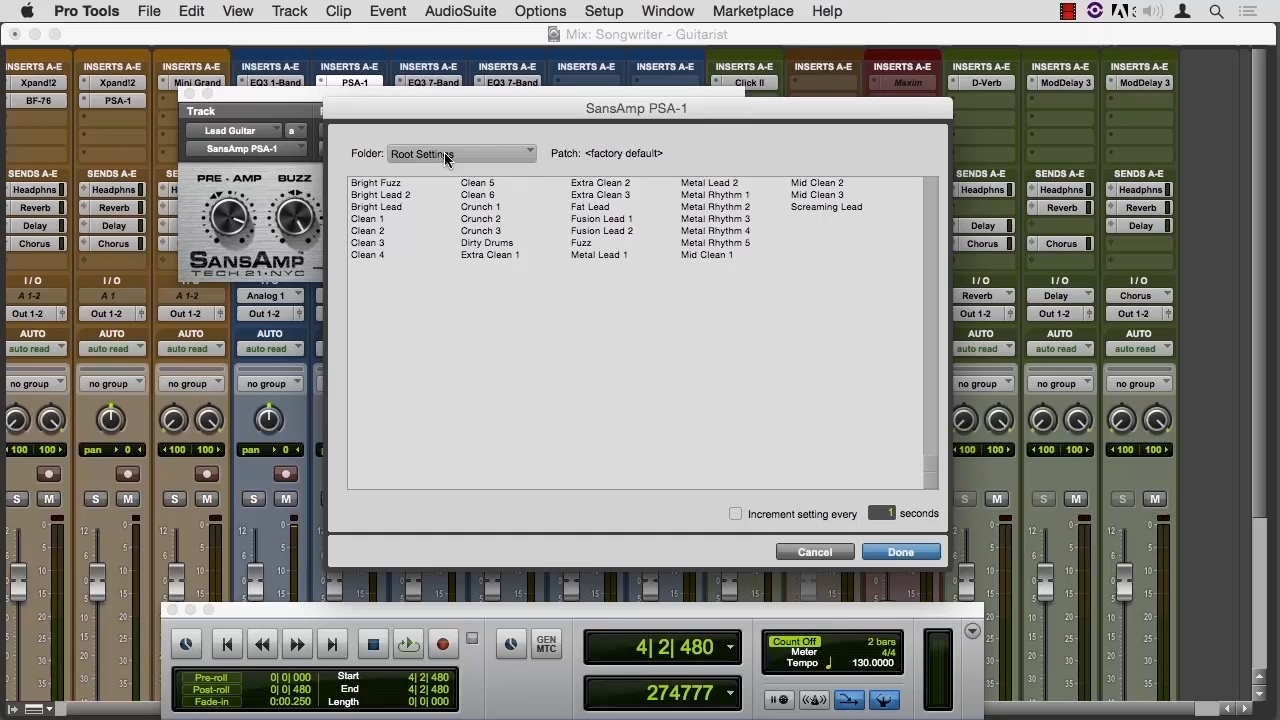 Pro Tools File Edit View Track Clip Event AudioSuite Options Setup Window Marketplace Help
Mix: Songwriter - Guitarist
INSERTS A-E INSERTS A-E INSERTS A-E INSERTS A-E INSERTS A-E INSERTS A-E INSERTS A-E INSERTS A-E INSERTS A-E INSERTS A-E INSERTS A-E INSERTS A-E INSERTS A-E INSERTS A-E INSERTS A-E
Xpand!2 Xpand!2 Mini Grand EQ3 1-Band PSA-1 EQ3 7-Band EQ3 7-Band Click II Maxim D-Verb ModDelay 3 ModDelay 3
BF-76 PSA-1
Track
Lead Guitar a
SansAmp PSA-1
PRE-AMP BUZZ
SANSAMP
TECH 21·NYC
SansAmp PSA-1
Folder: Root Settings Patch: <factory default>
Bright Fuzz Clean 5 Extra Clean 2 Metal Lead 2 Mid Clean 2
Bright Lead 2 Clean 6 Extra Clean 3 Metal Rhythm 1 Mid Clean 3
Bright Lead Crunch 1 Fat Lead Metal Rhythm 2 Screaming Lead
Clean 1 Crunch 2 Fusion Lead 1 Metal Rhythm 3
Clean 2 Crunch 3 Fusion Lead 2 Metal Rhythm 4
Clean 3 Dirty Drums Fuzz Metal Rhythm 5
Clean 4 Extra Clean 1 Metal Lead 1 Mid Clean 1
Increment setting every 1 seconds
Cancel Done
SENDS A-E SENDS A-E SENDS A-E SENDS A-E SENDS A-E
Headphns Headphns Headphns Headphns Headphns
Reverb Reverb Reverb
Delay Delay Delay Delay
Chorus Chorus Chorus Chorus
I/O I/O I/O I/O I/O I/O I/O
A 1-2 A 1 A 1-2 Analog 1 Reverb Delay Chorus
Out 1-2 Out 1-2 Out 1-2 Out 1-2 Out 1-2 Out 1-2 Out 1-2
AUTO AUTO AUTO AUTO AUTO AUTO AUTO
auto read auto read auto read auto read auto read auto read auto read
no group no group no group no group no group no group no group
100 100 pan 0 100 100 pan 0 100 100 100 100 100 100
S M S M S M S M S M S M
GEN
MTC
4| 2| 480
274777
Count Off 2 bars
Meter 4/4
Tempo 130.0000
Pre-roll 0| 0| 000 Start 4| 2| 480
Post-roll 0| 0| 480 End 4| 2| 480
Fade-in 0:00.250 Length 0| 0| 000